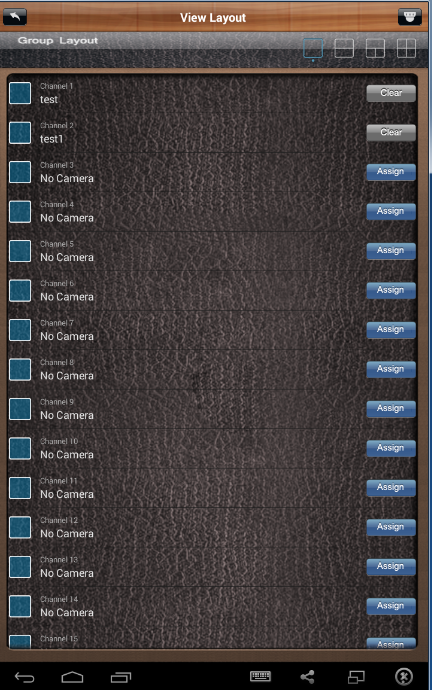 View Layout
Group Layout
Channel 1
test
Clear
Channel 2
test1
Clear
Channel 3
No Camera
Assign
Channel 4
No Camera
Assign
Channel 5
No Camera
Assign
Channel 6
No Camera
Assign
Channel 7
No Camera
Assign
Channel 8
No Camera
Assign
Channel 9
No Camera
Assign
Channel 10
No Camera
Assign
Channel 11
No Camera
Assign
Channel 12
No Camera
Assign
Channel 13
No Camera
Assign
Channel 14
No Camera
Assign
Channel 15
Assign